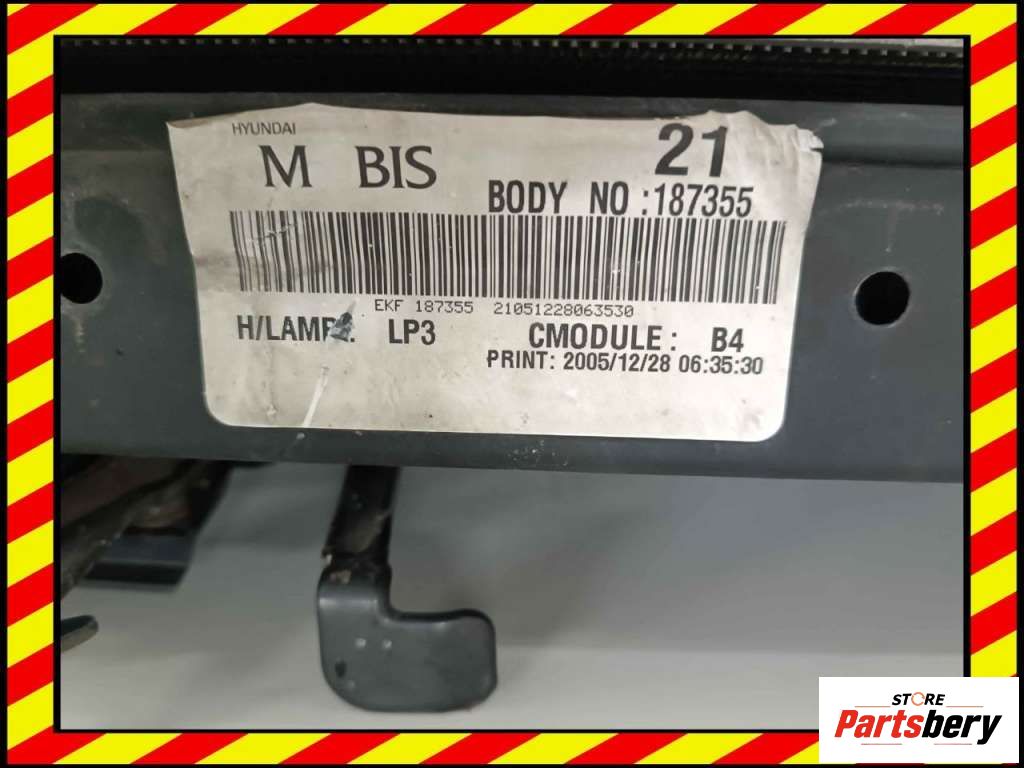 HYUNDAI
M BIS
21
BODY NO :187355
EKF 187355 21051228063530
H/LAMP: LP3
CMODULE: B4
PRINT: 2005/12/28 06:35:30
STORE
Partsbery